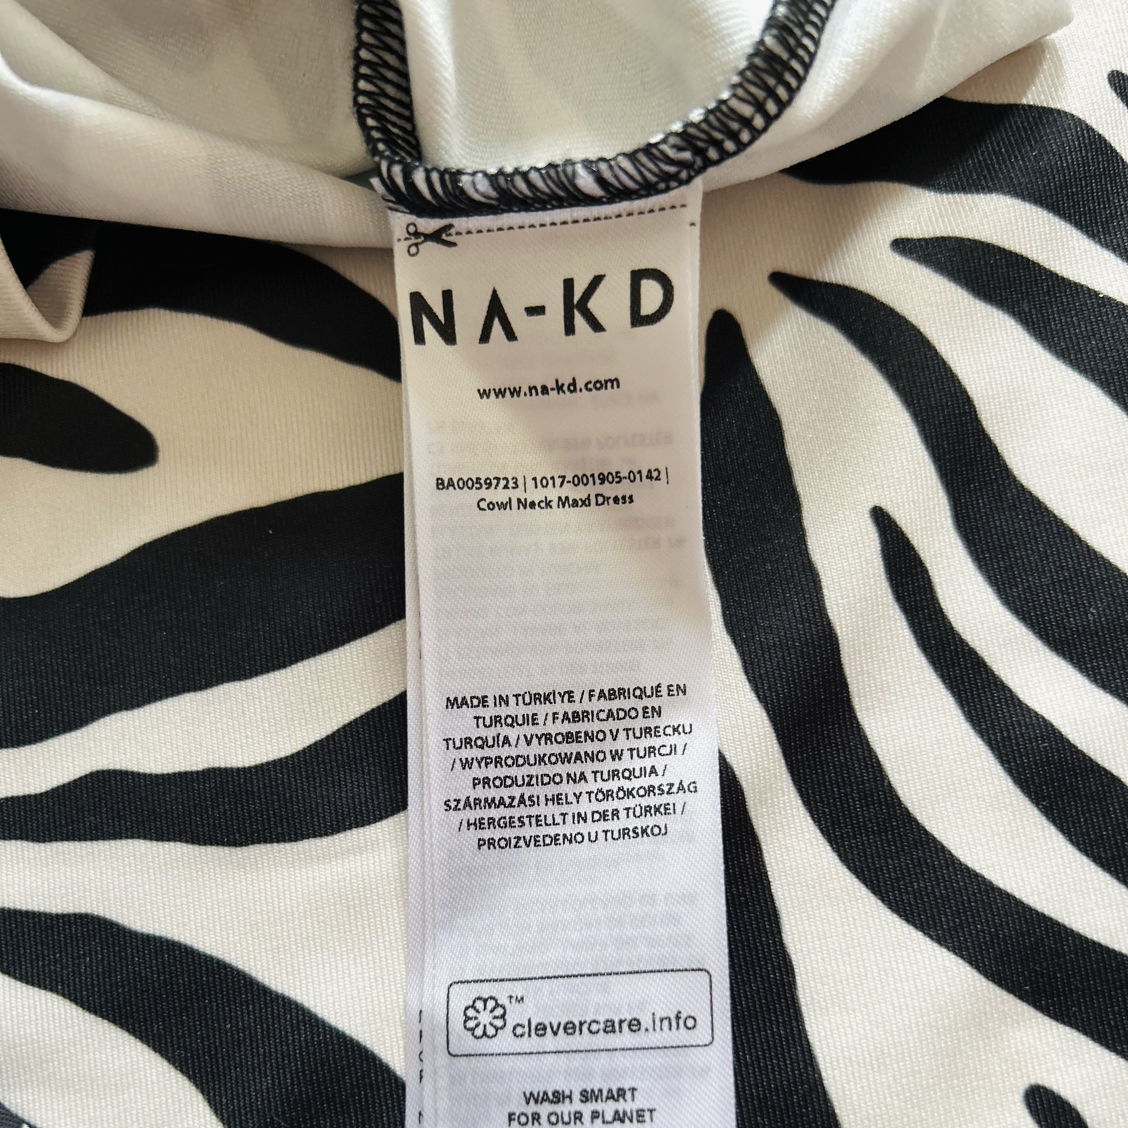 NA-KD
www.na-kd.com
BA0059723 | 1017-001905-0142 |
Cowl Neck Maxi Dress
MADE IN TÜRKİYE / FABRIQUÉ EN
TURQUIE / FABRICADO EN
TURQUÍA / VYROBENO V TURECKU
/ WYPRODUKOWANO W TURCJI /
PRODUZIDO NA TURQUIA /
SZÁRMAZÁSI HELY TÖRÖKORSZÁG
/ HERGESTELLT IN DER TÜRKEI /
PROIZVEDENO U TURSKOJ
™
clevercare.info
WASH SMART
FOR OUR PLANET